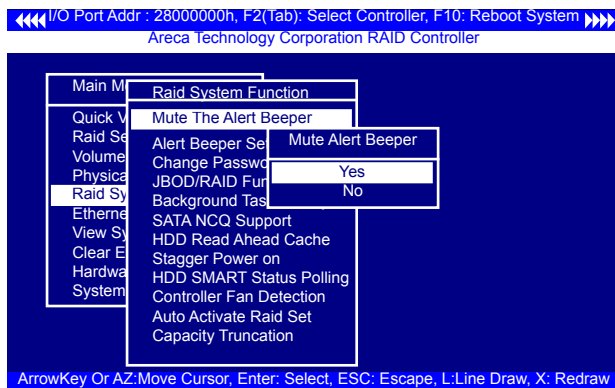 I/O Port Addr : 28000000h, F2(Tab): Select Controller, F10: Reboot System
Areca Technology Corporation RAID Controller
Main M
Quick V
Raid Se
Volume
Physica
Raid Sy
Etherne
View Sy
Clear E
Hardwa
System
Raid System Function
Mute The Alert Beeper
Alert Beeper Se
Change Passwo
JBOD/RAID Fun
Background Tas
SATA NCQ Support
HDD Read Ahead Cache
Stagger Power on
HDD SMART Status Polling
Controller Fan Detection
Auto Activate Raid Set
Capacity Truncation
Mute Alert Beeper
Yes
No
ArrowKey Or AZ:Move Cursor, Enter: Select, ESC: Escape, L:Line Draw, X: Redraw